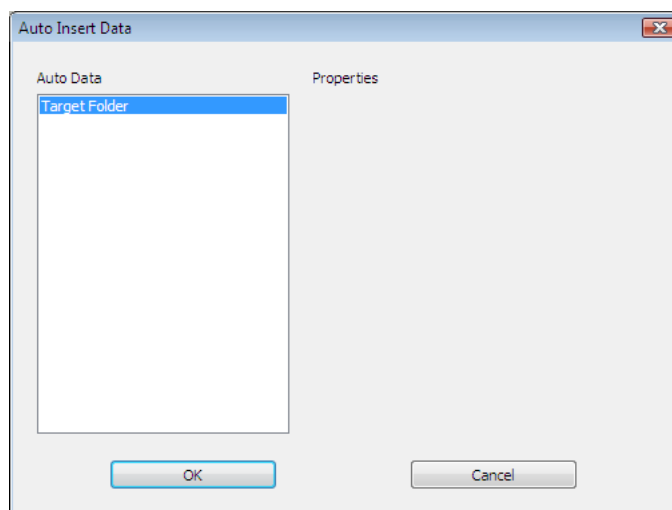 Auto Insert Data
Auto Data
Properties
Target Folder
OK
Cancel